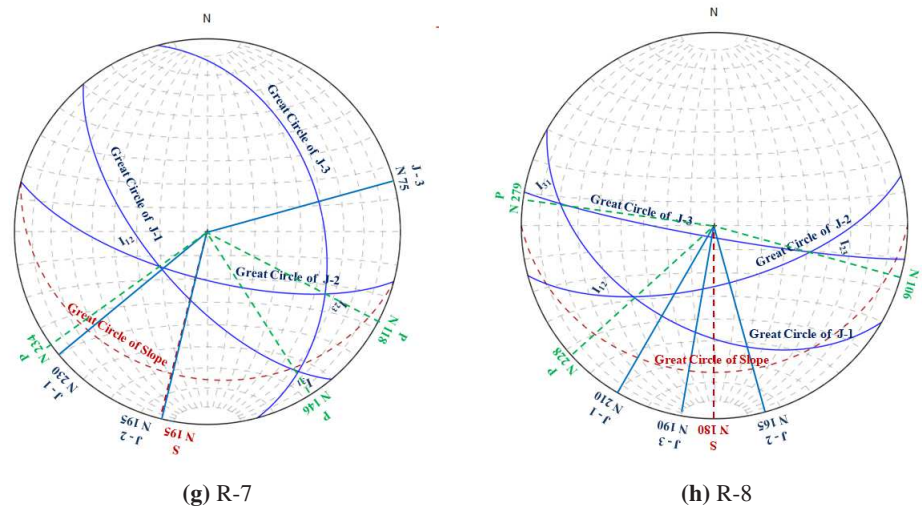 N
Great Circle of J-3
Great Circle of J-1
J - 3
N 75
I12
Great Circle of J-2
I23
N 118
P
Great Circle of Slope
P
N 234
J - 1
N 230
I31
N 146
P
J - 2
N 195
N 195
S
(g) R-7
N
P
N 279
I31
Great Circle of J-3
Great Circle of J-2
I23
N 106
I12
Great Circle of J-1
Great Circle of Slope
P
N 228
J - 1
N 210
J - 3
N 190
N 180
S
J - 2
N 165
(h) R-8